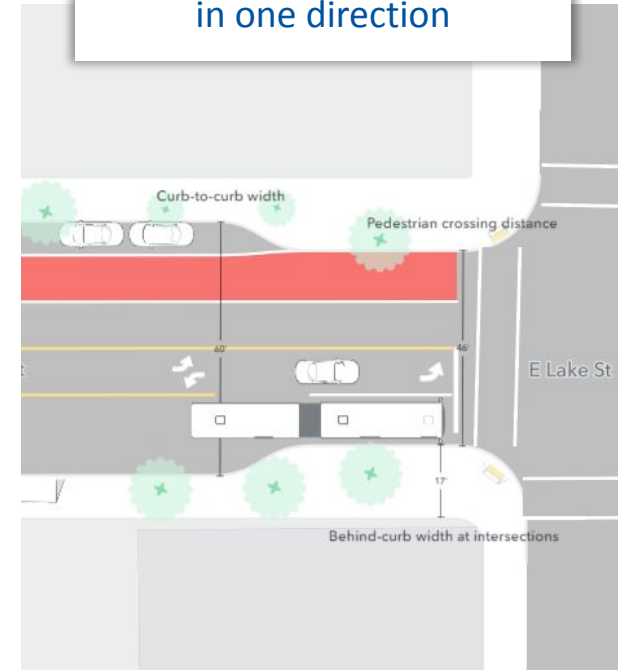 in one direction
Curb-to-curb width
Pedestrian crossing distance
60'
46'
E Lake St
17'
Behind-curb width at intersections